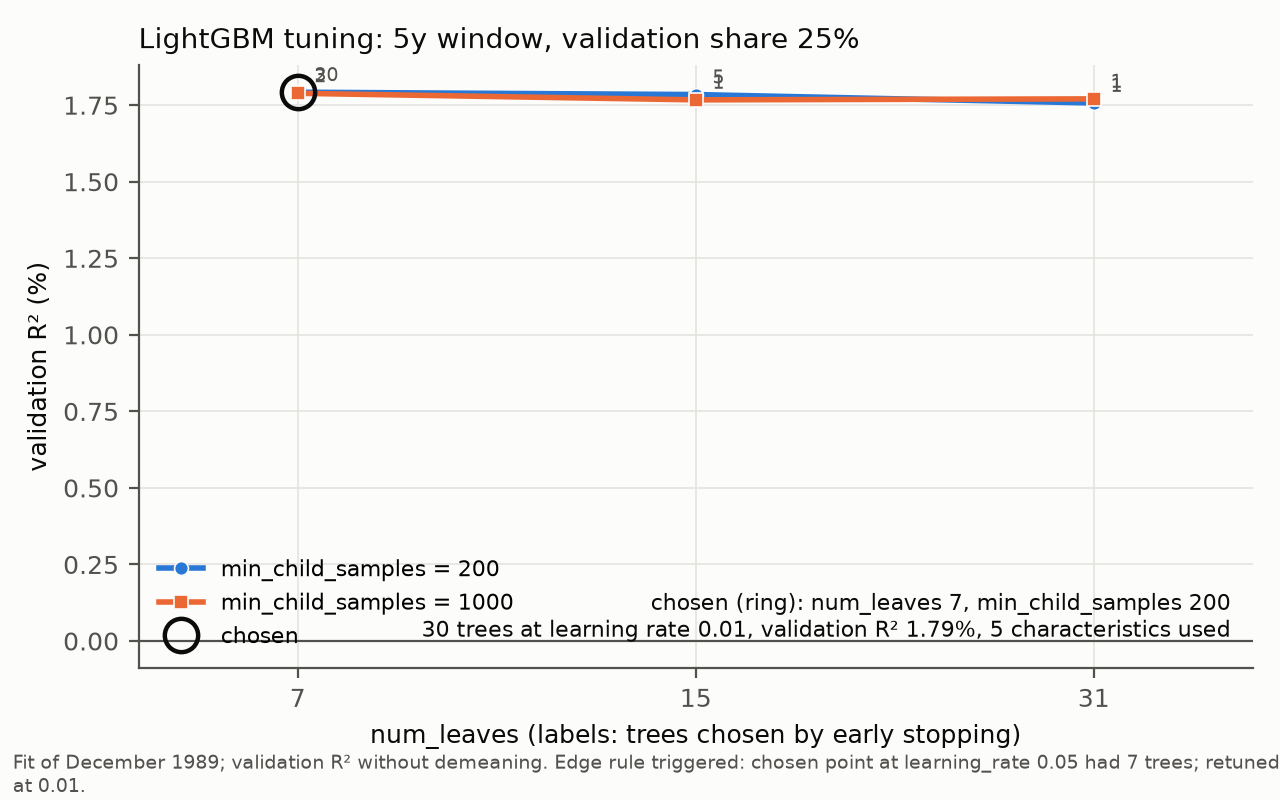 LightGBM tuning: 5y window, validation share 25%
30
5
1
1
1
1.75
1.50
1.25
1.00
0.75
0.50
0.25
0.00
validation R² (%)
min_child_samples = 200
min_child_samples = 1000
chosen
chosen (ring): num_leaves 7, min_child_samples 200
30 trees at learning rate 0.01, validation R² 1.79%, 5 characteristics used
7
15
31
num_leaves (labels: trees chosen by early stopping)
Fit of December 1989; validation R² without demeaning. Edge rule triggered: chosen point at learning_rate 0.05 had 7 trees; retuned
at 0.01.